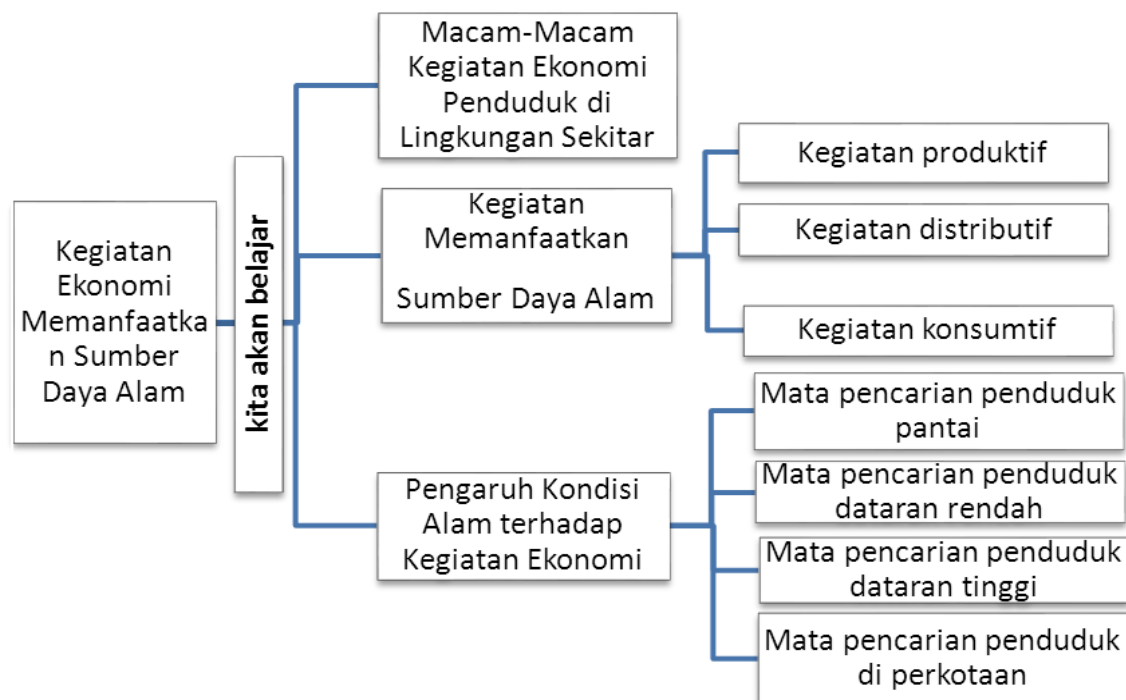 Kegiatan
Ekonomi
Memanfaatka
n Sumber
Daya Alam
kita akan belajar
Macam-Macam
Kegiatan Ekonomi
Penduduk di
Lingkungan Sekitar
Kegiatan
Memanfaatkan
Sumber Daya Alam
Kegiatan produktif
Kegiatan distributif
Kegiatan konsumtif
Pengaruh Kondisi
Alam terhadap
Kegiatan Ekonomi
Mata pencarian penduduk
pantai
Mata pencarian penduduk
dataran rendah
Mata pencarian penduduk
dataran tinggi
Mata pencarian penduduk
di perkotaan